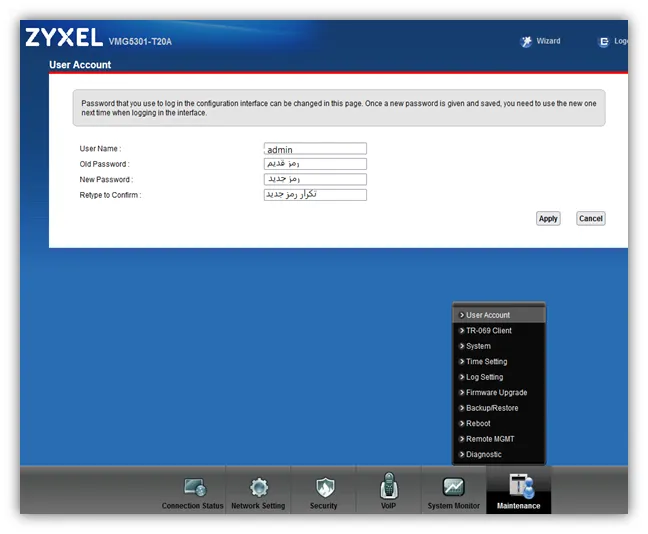 ZYXEL VMG5301-T20A
Wizard
User Account
Password that you use to log in the configuration interface can be changed in this page. Once a new password is given and saved, you need to use the new one
next time when logging in the interface.
User Name : admin
Old Password : رمز قدیم
New Password : رمز جدید
Retype to Confirm : تکرار رمز جدید
Apply Cancel
User Account
TR-069 Client
System
Time Setting
Log Setting
Firmware Upgrade
Backup/Restore
Reboot
Remote MGMT
Diagnostic
Connection Status Network Setting Security VoIP System Monitor Maintenance